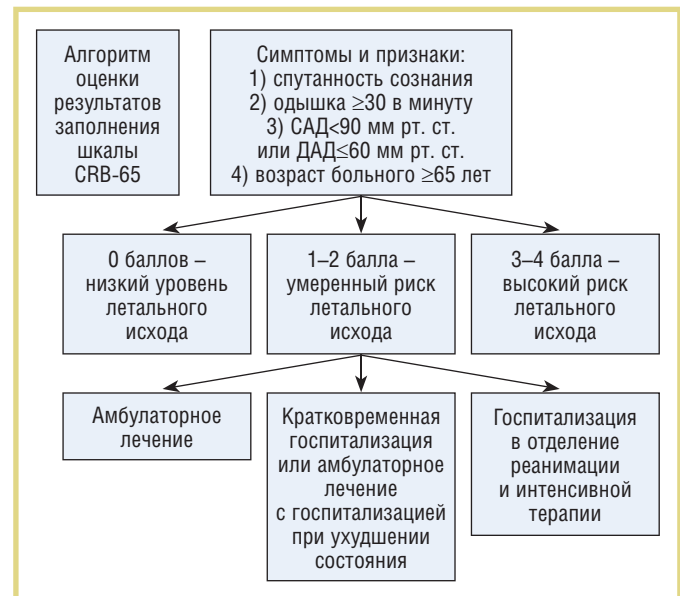 Алгоритм
оценки
результатов
заполнения
шкалы
CRB-65
Симптомы и признаки:
1) спутанность сознания
2) одышка ≥30 в минуту
3) САД<90 мм рт. ст.
или ДАД≤60 мм рт. ст.
4) возраст больного ≥65 лет
0 баллов –
низкий уровень
летального
исхода
1–2 балла –
умеренный риск
летального
исхода
3–4 балла –
высокий риск
летального
исхода
Амбулаторное
лечение
Кратковременная
госпитализация
или амбулаторное
лечение
с госпитализацией
при ухудшении
состояния
Госпитализация
в отделение
реанимации
и интенсивной
терапии